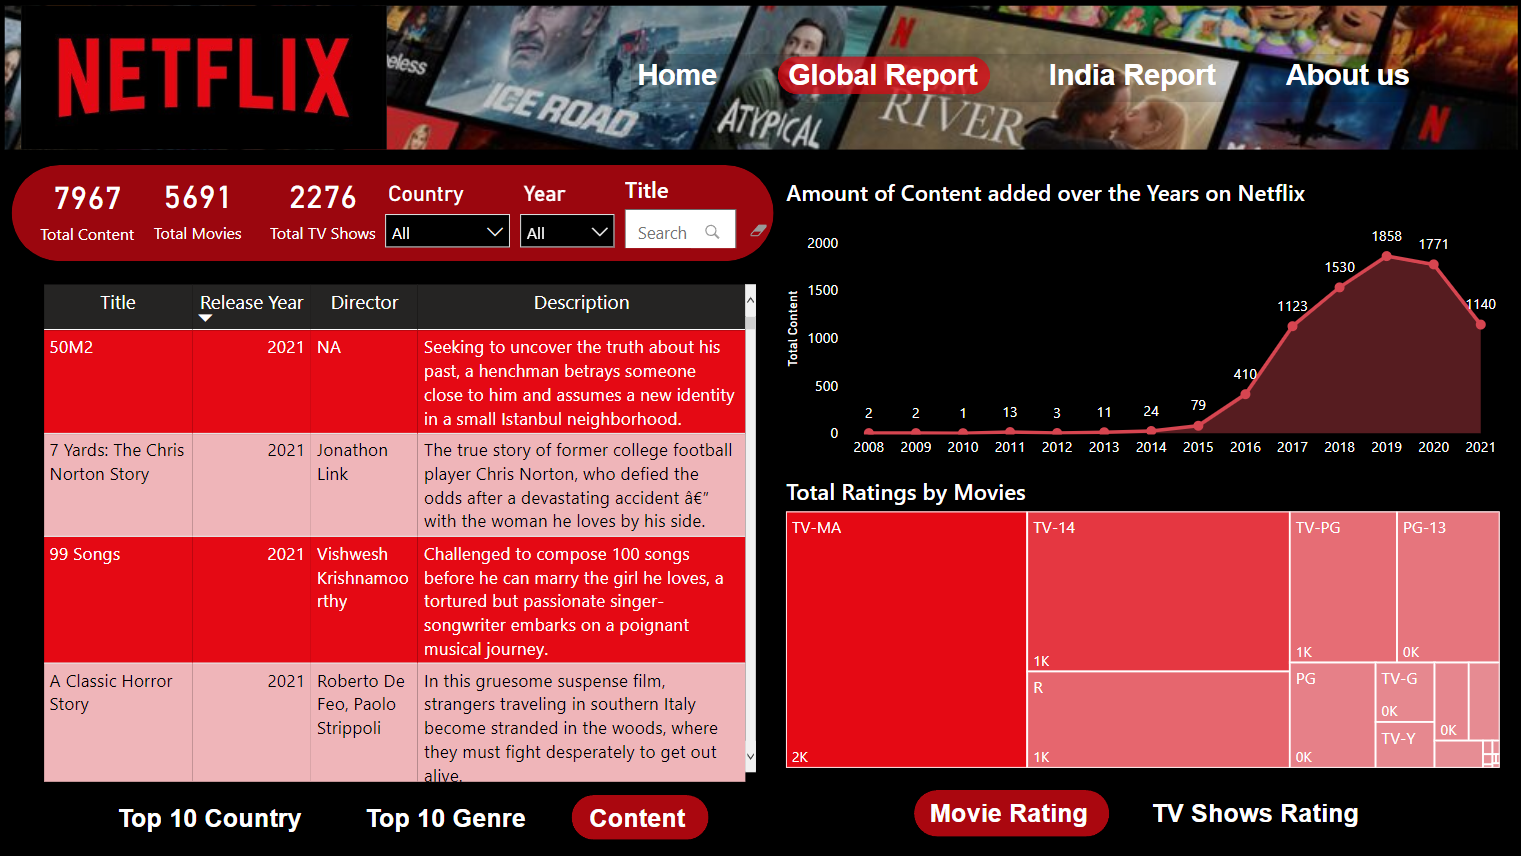 NETFLIX
eless
ICE ROAD
ATYPICAL
RIVER
N
N
Home
Global Report
India Report
About us
7967
Total Content
5691
Total Movies
2276
Total TV Shows
Country
All
Year
All
Title
Search
Title Release Year Director Description
50M2 2021 NA Seeking to uncover the truth about his
past, a henchman betrays someone
close to him and assumes a new identity
in a small Istanbul neighborhood.
7 Yards: The Chris 2021 Jonathon The true story of former college football
Norton Story Link player Chris Norton, who defied the
odds after a devastating accident â€”
with the woman he loves by his side.
99 Songs 2021 Vishwesh Challenged to compose 100 songs
Krishnamoo before he can marry the girl he loves, a
rthy tortured but passionate singer-
songwriter embarks on a poignant
musical journey.
A Classic Horror 2021 Roberto De In this gruesome suspense film,
Story Feo, Paolo strangers traveling in southern Italy
Strippoli become stranded in the woods, where
they must fight desperately to get out
alive.
Top 10 Country
Top 10 Genre
Content
Amount of Content added over the Years on Netflix
Total Content
2000
1500
1000
500
0
2 2 1 13 3 11 24 79 410 1123 1530 1858 1771 1140
2008 2009 2010 2011 2012 2013 2014 2015 2016 2017 2018 2019 2020 2021
Total Ratings by Movies
TV-MA
2K
TV-14
1K
R
1K
TV-PG
1K
PG-13
0K
PG
0K
TV-G
0K
TV-Y
0K
Movie Rating
TV Shows Rating